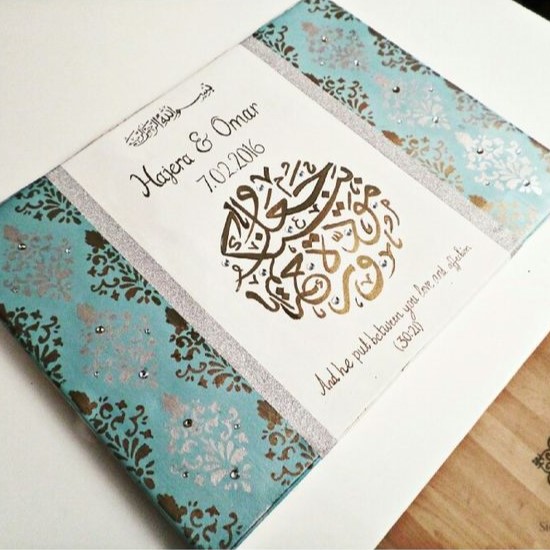 بسم الله الرحمن الرحيم
Hajera & Omar
7.02.2016
وجعل بينكم مودة ورحمة
And he put between you love and affection
(30:21)